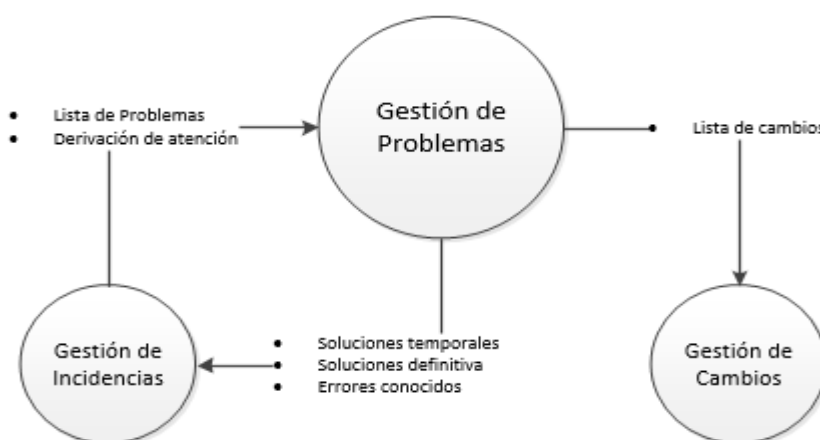 Gestión de
Problemas
• Lista de Problemas
• Derivación de atención
• Lista de cambios
Gestión de
Incidencias
• Soluciones temporales
• Soluciones definitiva
• Errores conocidos
Gestión de
Cambios